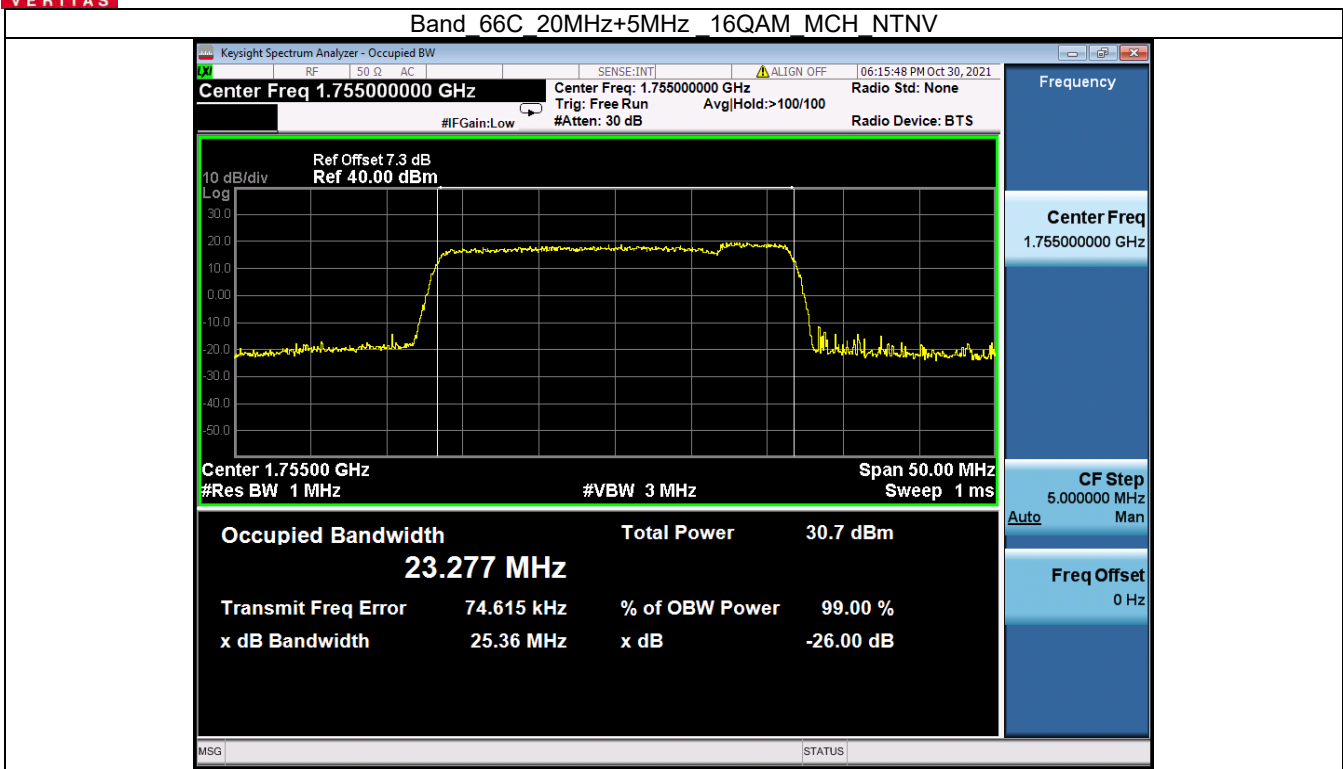 VERITAS
Band_66C_20MHz+5MHz _16QAM_MCH_NTNV
Keysight Spectrum Analyzer - Occupied BW
LXI RF 50 Ω AC SENSE:INT ALIGN OFF 06:15:48 PM Oct 30, 2021
Center Freq 1.755000000 GHz
Center Freq: 1.755000000 GHz Radio Std: None
Trig: Free Run Avg|Hold:>100/100
#IFGain:Low #Atten: 30 dB Radio Device: BTS
Frequency
Ref Offset 7.3 dB
10 dB/div Ref 40.00 dBm
Log
30.0
20.0
10.0
0.00
-10.0
-20.0
-30.0
-40.0
-50.0
Center 1.75500 GHz Span 50.00 MHz
#Res BW 1 MHz #VBW 3 MHz Sweep 1 ms
Occupied Bandwidth Total Power 30.7 dBm
23.277 MHz
Transmit Freq Error 74.615 kHz % of OBW Power 99.00 %
x dB Bandwidth 25.36 MHz x dB -26.00 dB
Center Freq
1.755000000 GHz
CF Step
5.000000 MHz
Auto Man
Freq Offset
0 Hz
MSG STATUS